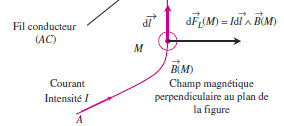 Fil conducteur
(AC)
dl⃗
dF⃗L(M) = Idl⃗ ∧ B⃗(M)
M
B⃗(M)
Courant
Intensité I
Champ magnétique
perpendiculaire au plan de
la figure
A